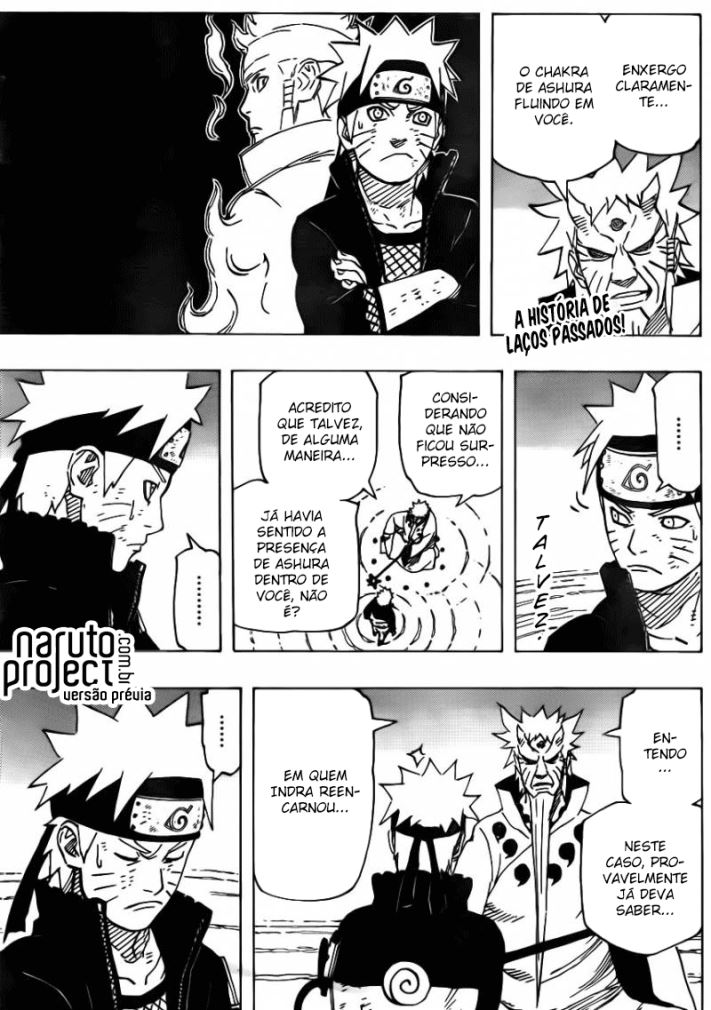 ENXERGO
CLARAMEN-
TE...
O CHAKRA
DE ASHURA
FLUINDO EM
VOCÊ.
A HISTÓRIA DE
LAÇOS PASSADOS!
.........
TALVEZ.
CONSI-
DERANDO
QUE NÃO
FICOU SUR-
PRESSO...
ACREDITO
QUE TALVEZ,
DE ALGUMA
MANEIRA...
JÁ HAVIA
SENTIDO A
PRESENÇA
DE ASHURA
DENTRO DE
VOCÊ, NÃO
É?
.........
naruto
project
.com.br
versão prévia
EN-
TENDO
...
NESTE
CASO, PRO-
VAVELMENTE
JÁ DEVA
SABER...
EM QUEM
INDRA REEN-
CARNOU...
.........